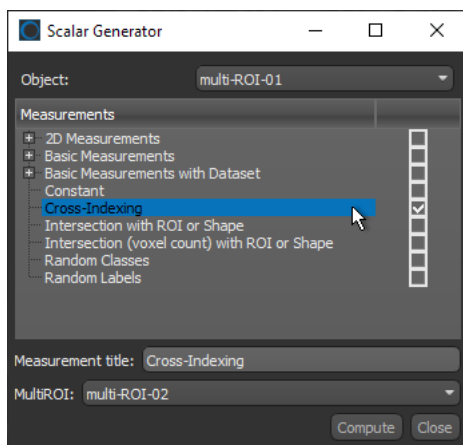 Scalar Generator
Object: multi-ROI-01
Measurements
2D Measurements
Basic Measurements
Basic Measurements with Dataset
Constant
Cross-Indexing
Intersection with ROI or Shape
Intersection (voxel count) with ROI or Shape
Random Classes
Random Labels
Measurement title: Cross-Indexing
MultiROI: multi-ROI-02
Compute Close